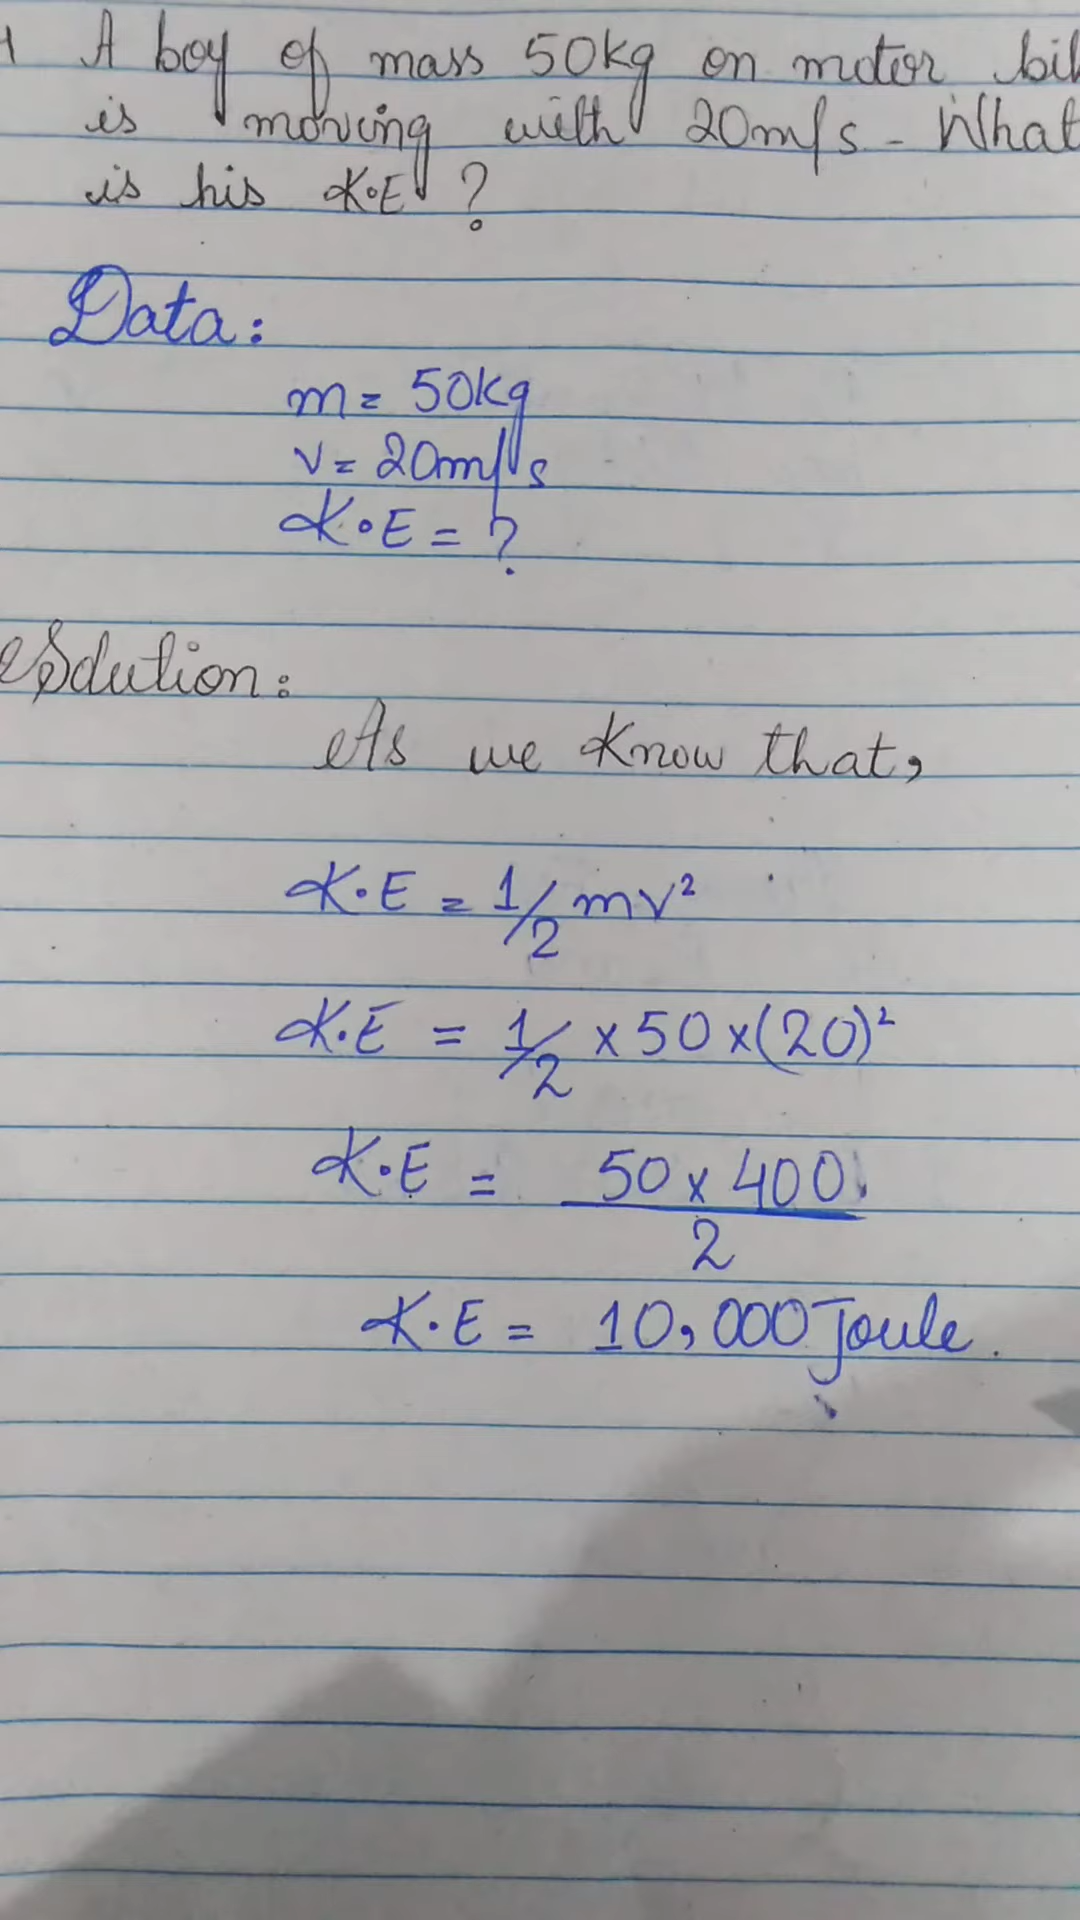 A boy of mass 50kg on motor bik
is moving with 20m/s - What
is his K.E ?
Data:
m = 50kg
v = 20m/s
K.E = ?
Solution:
As we know that,
K.E = 1/2 mv²
K.E = 1/2 x 50 x (20)²
K.E = 50 x 400
2
K.E = 10,000 Joule.